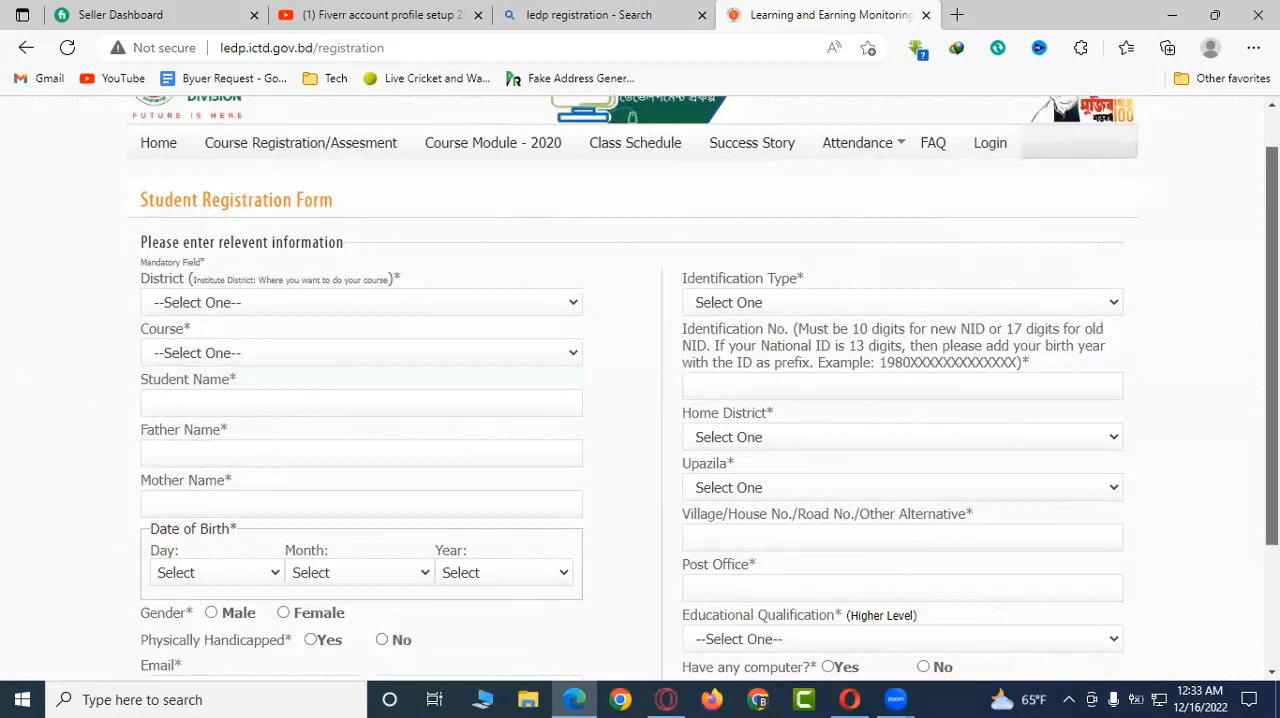 Seller Dashboard
(1) Fiverr account profile setup 2
ledp registration - Search
Learning and Earning Monitoring
Not secure
ledp.ictd.gov.bd/registration
Gmail
YouTube
Byuer Request - Go...
Tech
Live Cricket and Wa...
Fake Address Gener...
Other favorites
DIVISION
FUTURE IS HERE
ডেভেলপমেন্ট প্রকল্প
মুজিব
100
Home
Course Registration/Assesment
Course Module - 2020
Class Schedule
Success Story
Attendance
FAQ
Login
Student Registration Form
Please enter relevent information
Mandatory Field*
District (Institute District: Where you want to do your course)*
--Select One--
Course*
--Select One--
Student Name*
Father Name*
Mother Name*
Date of Birth*
Day:
Month:
Year:
Select
Select
Select
Gender*
Male
Female
Physically Handicapped*
Yes
No
Email*
Identification Type*
Select One
Identification No. (Must be 10 digits for new NID or 17 digits for old
NID. If your National ID is 13 digits, then please add your birth year
with the ID as prefix. Example: 1980XXXXXXXXXXXXX)*
Home District*
Select One
Upazila*
Select One
Village/House No./Road No./Other Alternative*
Post Office*
Educational Qualification* (Higher Level)
--Select One--
Have any computer?*
Yes
No
Type here to search
65°F
12:33 AM
12/16/2022